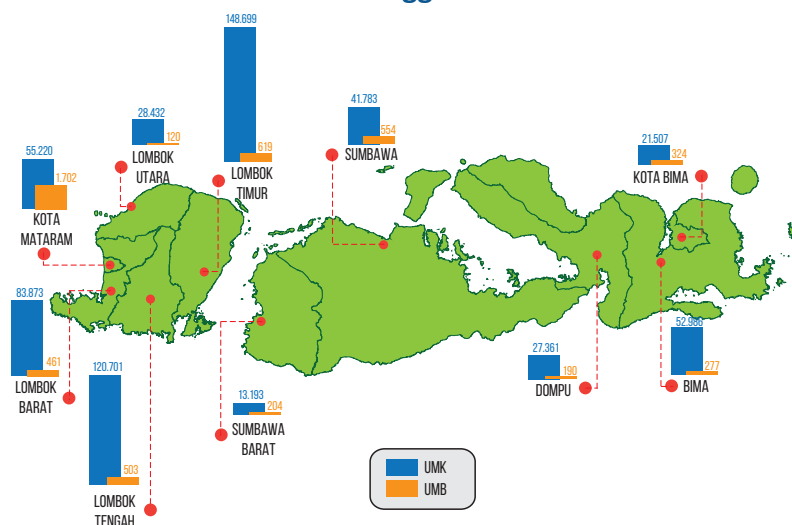 148.699
619
LOMBOK
TIMUR
28.432
120
LOMBOK
UTARA
41.783
554
SUMBAWA
55.220
1.702
KOTA
MATARAM
21.507
324
KOTA BIMA
83.873
461
LOMBOK
BARAT
120.701
503
LOMBOK
TENGAH
13.193
204
SUMBAWA
BARAT
27.361
190
DOMPU
52.986
277
BIMA
UMK
UMB